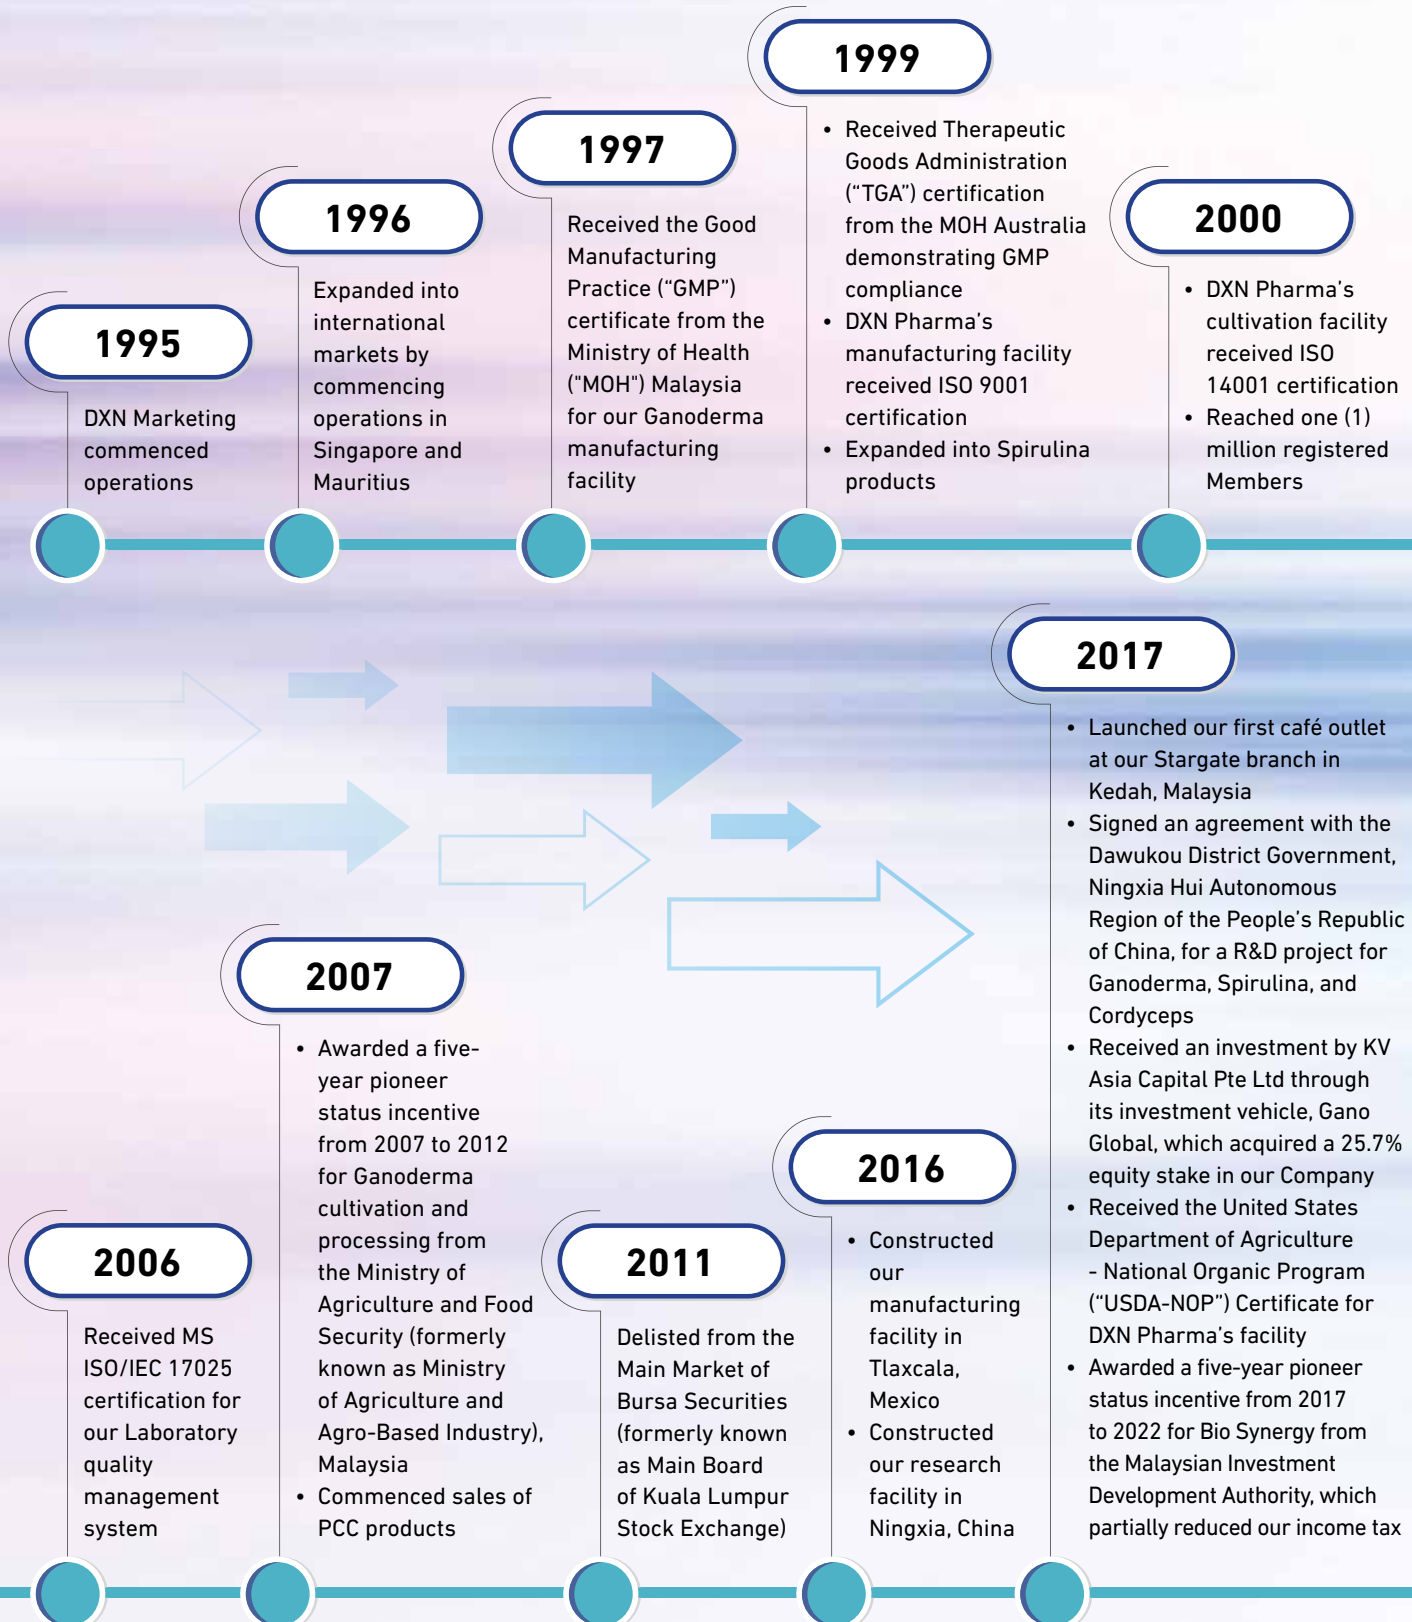 1995
DXN Marketing
commenced
operations
1996
Expanded into
international
markets by
commencing
operations in
Singapore and
Mauritius
1997
Received the Good
Manufacturing
Practice (“GMP”)
certificate from the
Ministry of Health
("MOH") Malaysia
for our Ganoderma
manufacturing
facility
1999
• Received Therapeutic
Goods Administration
(“TGA”) certification
from the MOH Australia
demonstrating GMP
compliance
• DXN Pharma’s
manufacturing facility
received ISO 9001
certification
• Expanded into Spirulina
products
2000
• DXN Pharma’s
cultivation facility
received ISO
14001 certification
• Reached one (1)
million registered
Members
2006
Received MS
ISO/IEC 17025
certification for
our Laboratory
quality
management
system
2007
• Awarded a five-
year pioneer
status incentive
from 2007 to 2012
for Ganoderma
cultivation and
processing from
the Ministry of
Agriculture and Food
Security (formerly
known as Ministry
of Agriculture and
Agro-Based Industry),
Malaysia
• Commenced sales of
PCC products
2011
Delisted from the
Main Market of
Bursa Securities
(formerly known
as Main Board
of Kuala Lumpur
Stock Exchange)
2016
• Constructed
our
manufacturing
facility in
Tlaxcala,
Mexico
• Constructed
our research
facility in
Ningxia, China
2017
• Launched our first café outlet
at our Stargate branch in
Kedah, Malaysia
• Signed an agreement with the
Dawukou District Government,
Ningxia Hui Autonomous
Region of the People’s Republic
of China, for a R&D project for
Ganoderma, Spirulina, and
Cordyceps
• Received an investment by KV
Asia Capital Pte Ltd through
its investment vehicle, Gano
Global, which acquired a 25.7%
equity stake in our Company
• Received the United States
Department of Agriculture
- National Organic Program
(“USDA-NOP”) Certificate for
DXN Pharma’s facility
• Awarded a five-year pioneer
status incentive from 2017
to 2022 for Bio Synergy from
the Malaysian Investment
Development Authority, which
partially reduced our income tax